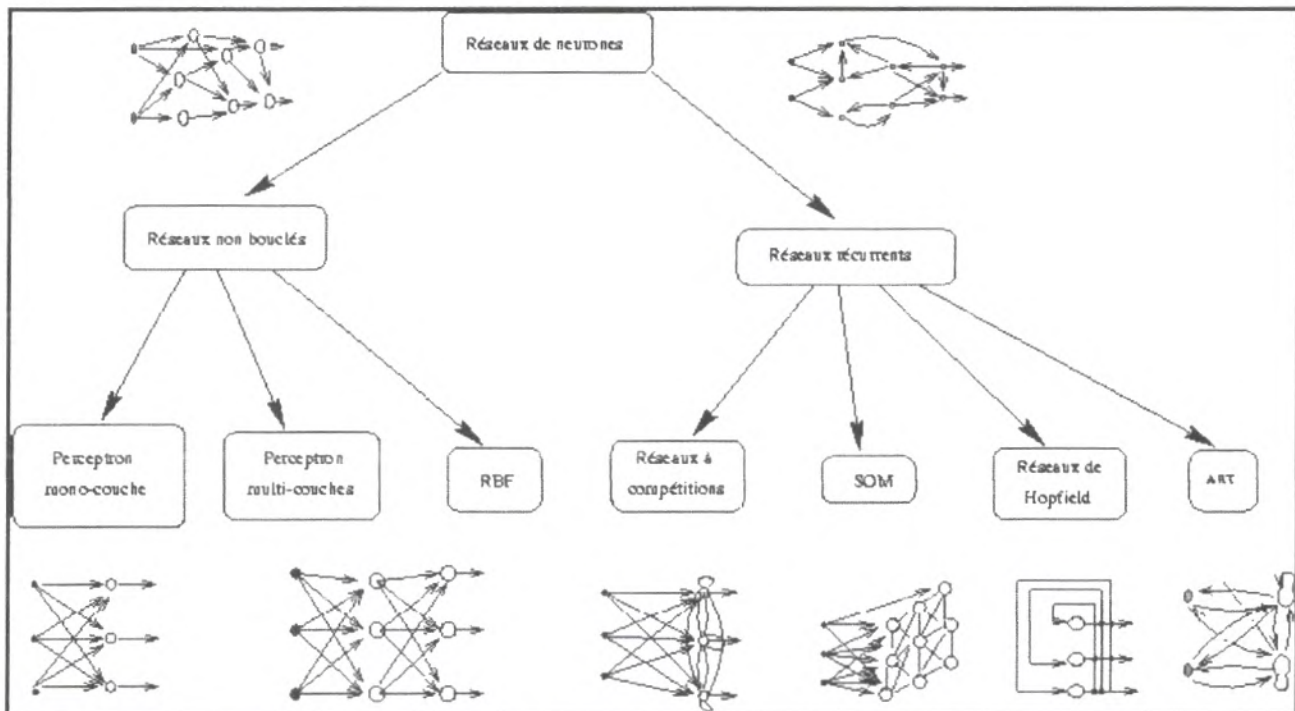 Réseaux de neurones
Réseaux non bouclés
Réseaux récurrents
Perceptron
mono-couche
Perceptron
multi-couches
RBF
Réseaux à
compétitions
SOM
Réseaux de
Hopfield
ART